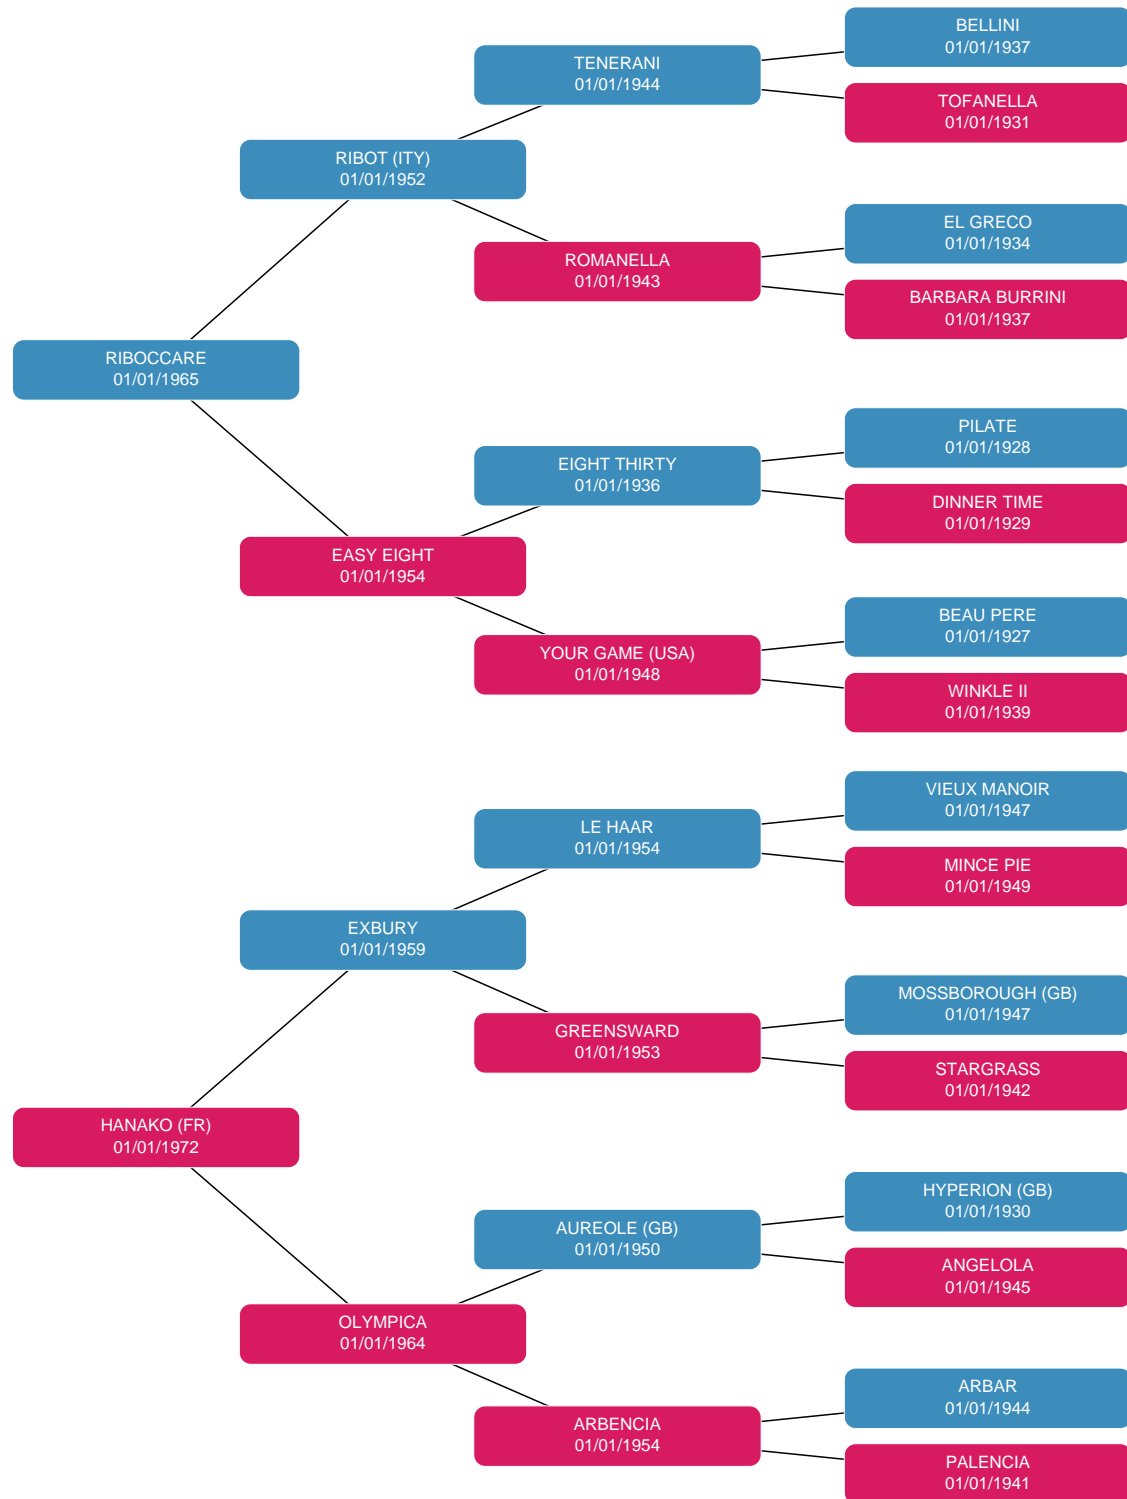 BELLINI
01/01/1937
TENERANI
01/01/1944
TOFANELLA
01/01/1931
RIBOT (ITY)
01/01/1952
EL GRECO
01/01/1934
ROMANELLA
01/01/1943
BARBARA BURRINI
01/01/1937
RIBOCCARE
01/01/1965
PILATE
01/01/1928
EIGHT THIRTY
01/01/1936
DINNER TIME
01/01/1929
EASY EIGHT
01/01/1954
BEAU PERE
01/01/1927
YOUR GAME (USA)
01/01/1948
WINKLE II
01/01/1939
VIEUX MANOIR
01/01/1947
LE HAAR
01/01/1954
MINCE PIE
01/01/1949
EXBURY
01/01/1959
MOSSBOROUGH (GB)
01/01/1947
GREENSWARD
01/01/1953
STARGRASS
01/01/1942
HANAKO (FR)
01/01/1972
HYPERION (GB)
01/01/1930
AUREOLE (GB)
01/01/1950
ANGELOLA
01/01/1945
OLYMPICA
01/01/1964
ARBAR
01/01/1944
ARBENCIA
01/01/1954
PALENCIA
01/01/1941